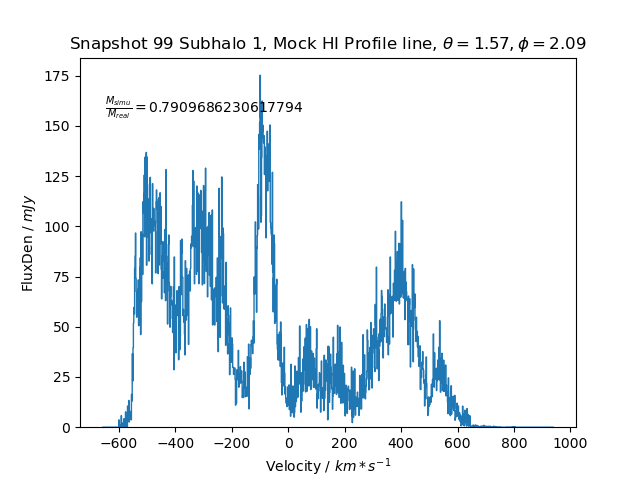 Snapshot 99 Subhalo 1, Mock HI Profile line, θ = 1.57, ϕ = 2.09
M_simu/M_real = 0.7909686230617794
FluxDen / mJy
175
150
125
100
75
50
25
0
−600 −400 −200 0 200 400 600 800 1000
Velocity / km * s⁻¹